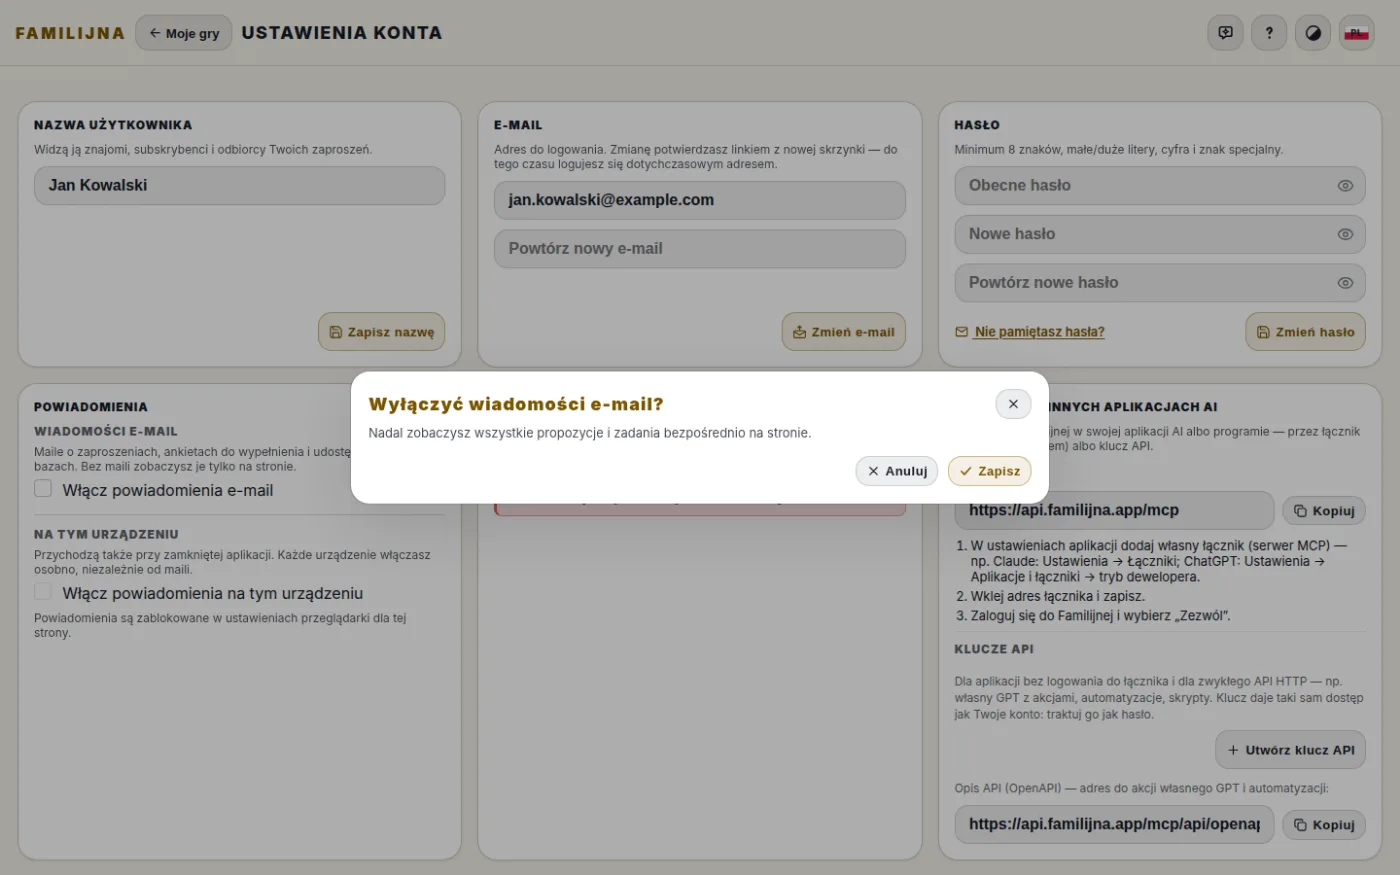 FAMILIJNA
Moje gry
USTAWIENIA KONTA
?
PL
NAZWA UŻYTKOWNIKA
Widzą ją znajomi, subskrybenci i odbiorcy Twoich zaproszeń.
Jan Kowalski
Zapisz nazwę
E-MAIL
Adres do logowania. Zmianę potwierdzasz linkiem z nowej skrzynki — do
tego czasu logujesz się dotychczasowym adresem.
jan.kowalski@example.com
Powtórz nowy e-mail
Zmień e-mail
HASŁO
Minimum 8 znaków, małe/duże litery, cyfra i znak specjalny.
Obecne hasło
Nowe hasło
Powtórz nowe hasło
Nie pamiętasz hasła?
Zmień hasło
POWIADOMIENIA
WIADOMOŚCI E-MAIL
Maile o zaproszeniach, ankietach do wypełnienia i udostę
bazach. Bez maili zobaczysz je tylko na stronie.
Włącz powiadomienia e-mail
NA TYM URZĄDZENIU
Przychodzą także przy zamkniętej aplikacji. Każde urządzenie włączasz
osobno, niezależnie od maili.
Włącz powiadomienia na tym urządzeniu
Powiadomienia są zablokowane w ustawieniach przeglądarki dla tej
strony.
Wyłączyć wiadomości e-mail?
Nadal zobaczysz wszystkie propozycje i zadania bezpośrednio na stronie.
Anuluj
Zapisz
INNYCH APLIKACJACH AI
jnej w swojej aplikacji AI albo programie — przez łącznik
em) albo klucz API.
https://api.familijna.app/mcp
Kopiuj
1. W ustawieniach aplikacji dodaj własny łącznik (serwer MCP) —
np. Claude: Ustawienia → Łączniki; ChatGPT: Ustawienia →
Aplikacje i łączniki → tryb dewelopera.
2. Wklej adres łącznika i zapisz.
3. Zaloguj się do Familijnej i wybierz „Zezwól”.
KLUCZE API
Dla aplikacji bez logowania do łącznika i dla zwykłego API HTTP — np.
własny GPT z akcjami, automatyzacje, skrypty. Klucz daje taki sam dostęp
jak Twoje konto: traktuj go jak hasło.
Utwórz klucz API
Opis API (OpenAPI) — adres do akcji własnego GPT i automatyzacji:
https://api.familijna.app/mcp/api/openap
Kopiuj